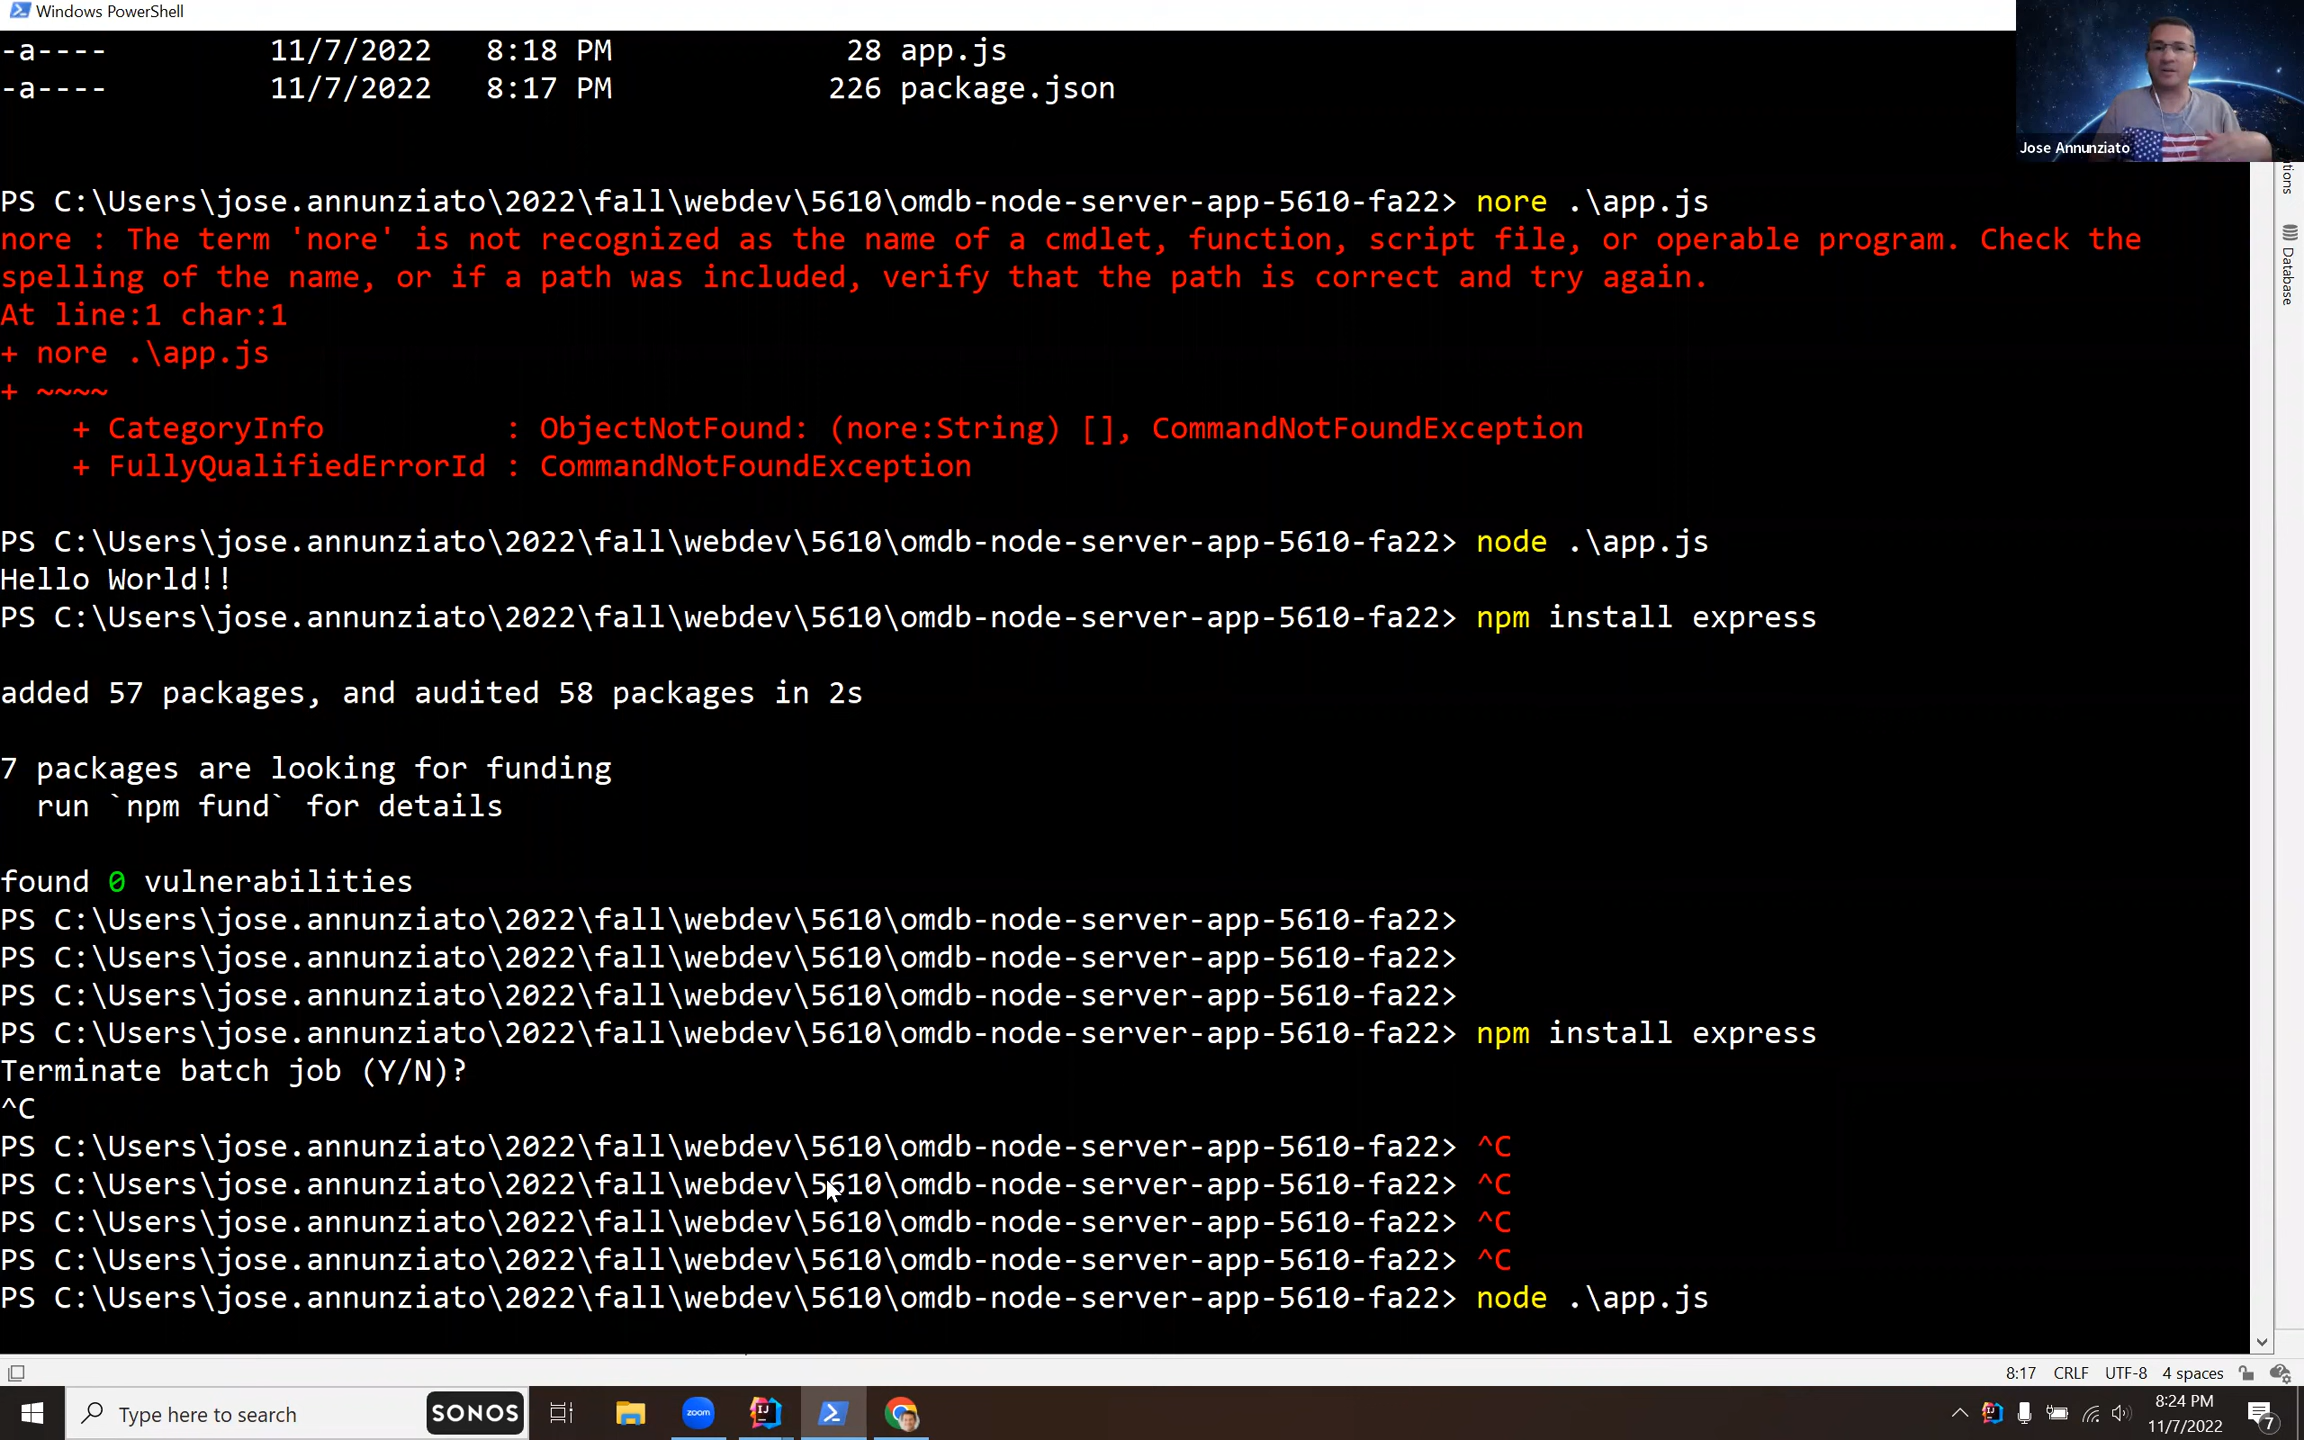 Windows PowerShell
-a----         11/7/2022   8:18 PM             28 app.js
-a----         11/7/2022   8:17 PM            226 package.json
Jose Annunziato
Database
PS C:\Users\jose.annunziato\2022\fall\webdev\5610\omdb-node-server-app-5610-fa22> nore .\app.js
nore : The term 'nore' is not recognized as the name of a cmdlet, function, script file, or operable program. Check the
spelling of the name, or if a path was included, verify that the path is correct and try again.
At line:1 char:1
+ nore .\app.js
+ ~~~~
    + CategoryInfo          : ObjectNotFound: (nore:String) [], CommandNotFoundException
    + FullyQualifiedErrorId : CommandNotFoundException
PS C:\Users\jose.annunziato\2022\fall\webdev\5610\omdb-node-server-app-5610-fa22> node .\app.js
Hello World!!
PS C:\Users\jose.annunziato\2022\fall\webdev\5610\omdb-node-server-app-5610-fa22> npm install express
added 57 packages, and audited 58 packages in 2s
7 packages are looking for funding
  run `npm fund` for details
found 0 vulnerabilities
PS C:\Users\jose.annunziato\2022\fall\webdev\5610\omdb-node-server-app-5610-fa22>
PS C:\Users\jose.annunziato\2022\fall\webdev\5610\omdb-node-server-app-5610-fa22>
PS C:\Users\jose.annunziato\2022\fall\webdev\5610\omdb-node-server-app-5610-fa22>
PS C:\Users\jose.annunziato\2022\fall\webdev\5610\omdb-node-server-app-5610-fa22> npm install express
Terminate batch job (Y/N)?
^C
PS C:\Users\jose.annunziato\2022\fall\webdev\5610\omdb-node-server-app-5610-fa22> ^C
PS C:\Users\jose.annunziato\2022\fall\webdev\5610\omdb-node-server-app-5610-fa22> ^C
PS C:\Users\jose.annunziato\2022\fall\webdev\5610\omdb-node-server-app-5610-fa22> ^C
PS C:\Users\jose.annunziato\2022\fall\webdev\5610\omdb-node-server-app-5610-fa22> ^C
PS C:\Users\jose.annunziato\2022\fall\webdev\5610\omdb-node-server-app-5610-fa22> node .\app.js
8:17 CRLF UTF-8 4 spaces
Type here to search
SONOS
zoom
IJ
8:24 PM
11/7/2022
7